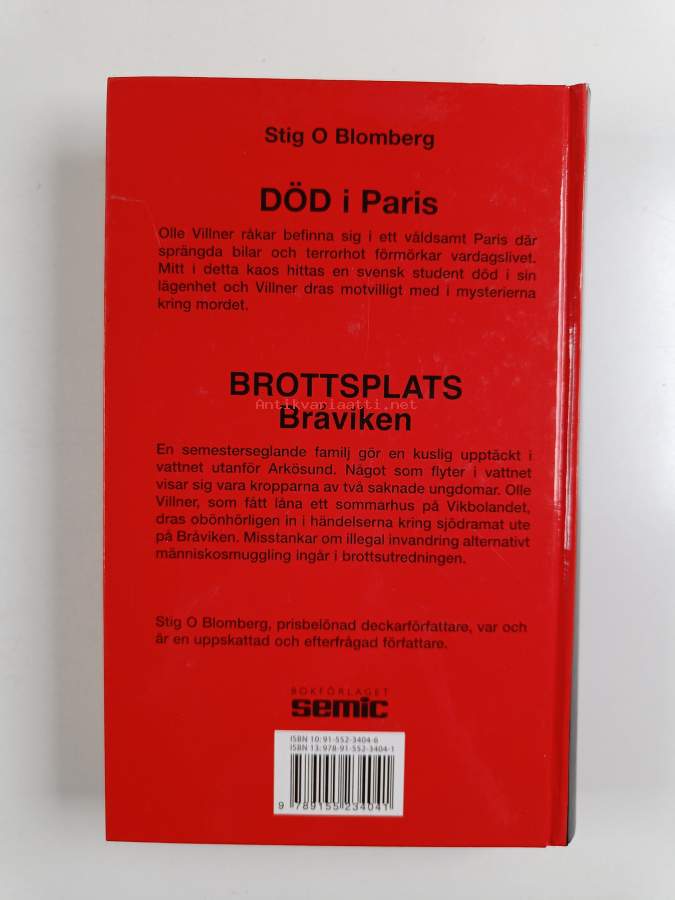 Stig O Blomberg
DÖD i Paris
Olle Villner råkar befinna sig i ett våldsamt Paris där
sprängda bilar och terrorhot förmörkar vardagslivet.
Mitt i detta kaos hittas en svensk student död i sin
lägenhet och Villner dras motvilligt med i mysterierna
kring mordet.
BROTTSPLATS
Antikvariaatti.net
Bråviken
En semesterseglande familj gör en kuslig upptäckt i
vattnet utanför Arkösund. Något som flyter i vattnet
visar sig vara kropparna av två saknade ungdomar. Olle
Villner, som fått låna ett sommarhus på Vikbolandet,
dras obönhörligen in i händelserna kring sjödramat ute
på Bråviken. Misstankar om illegal invandring alternativt
människosmuggling ingår i brottsutredningen.
Stig O Blomberg, prisbelönad deckarförfattare, var och
är en uppskattad och efterfrågad författare.
BOKFÖRLAGET
semic
ISBN 10: 91-552-3404-6
ISBN 13: 978-91-552-3404-1
9 789155 234041